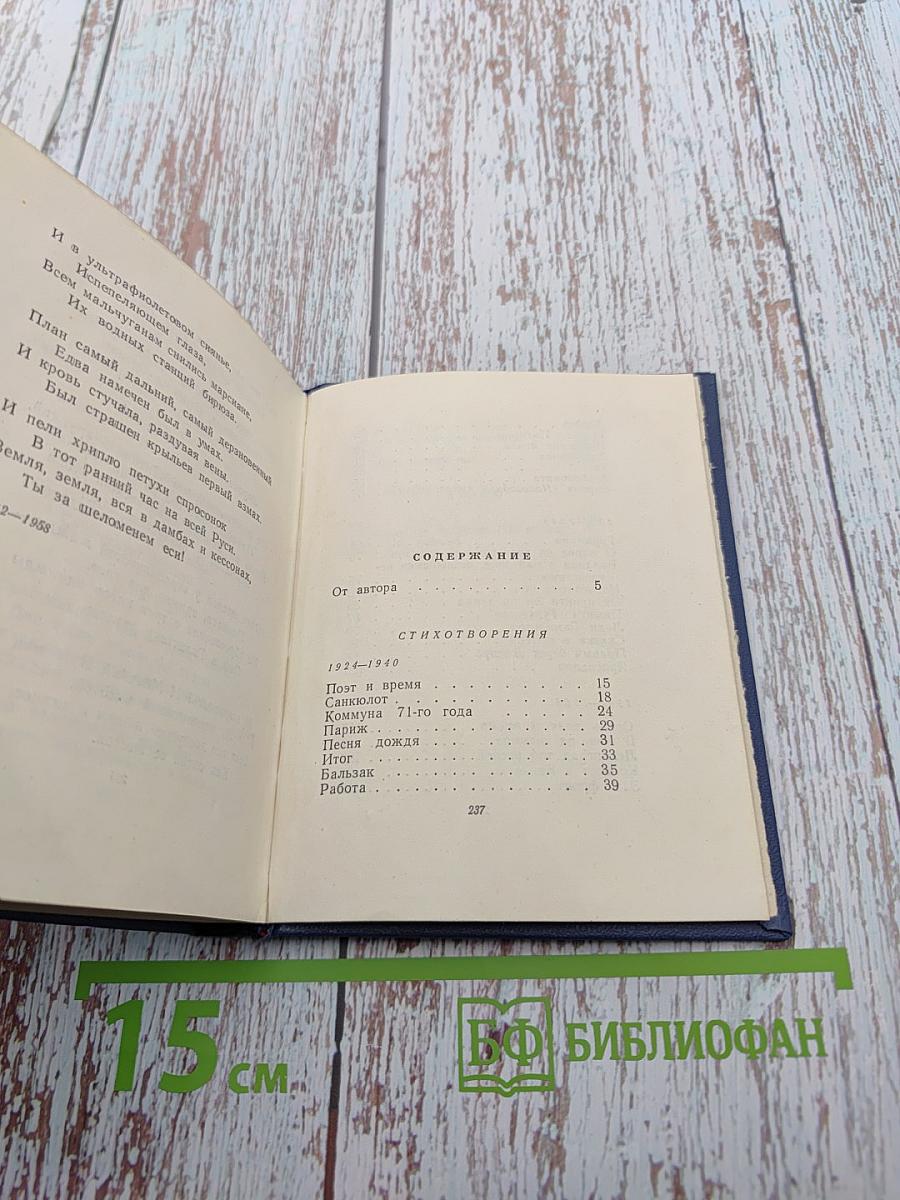 И в ультрафиолетовом сиянье,
Испепеляющем глаза,
Всем мальчуганам снились марсиане,
Их водных станций бирюза.
План самый дальний, самый дерзновенный
Едва намечен был в умах.
И кровь стучала, раздувая вены.
Был страшен крыльев первый взмах.
И пели хрипло петухи спросонок
В тот ранний час на всей Руси.
Земля, земля, вся в дамбах и кессонах,
Ты за шеломенем еси!
2—1958
СОДЕРЖАНИЕ
От автора . . . . . . . . . . 5
СТИХОТВОРЕНИЯ
1924—1940
Поэт и время . . . . . . . . . . 15
Санкюлот . . . . . . . . . . . 18
Коммуна 71-го года . . . . . . 24
Париж . . . . . . . . . . . . 29
Песня дождя . . . . . . . . . 31
Итог . . . . . . . . . . . . . 33
Бальзак . . . . . . . . . . . . 35
Работа . . . . . . . . . . . . 39
237
15 см
БФ БИБЛИОФАН